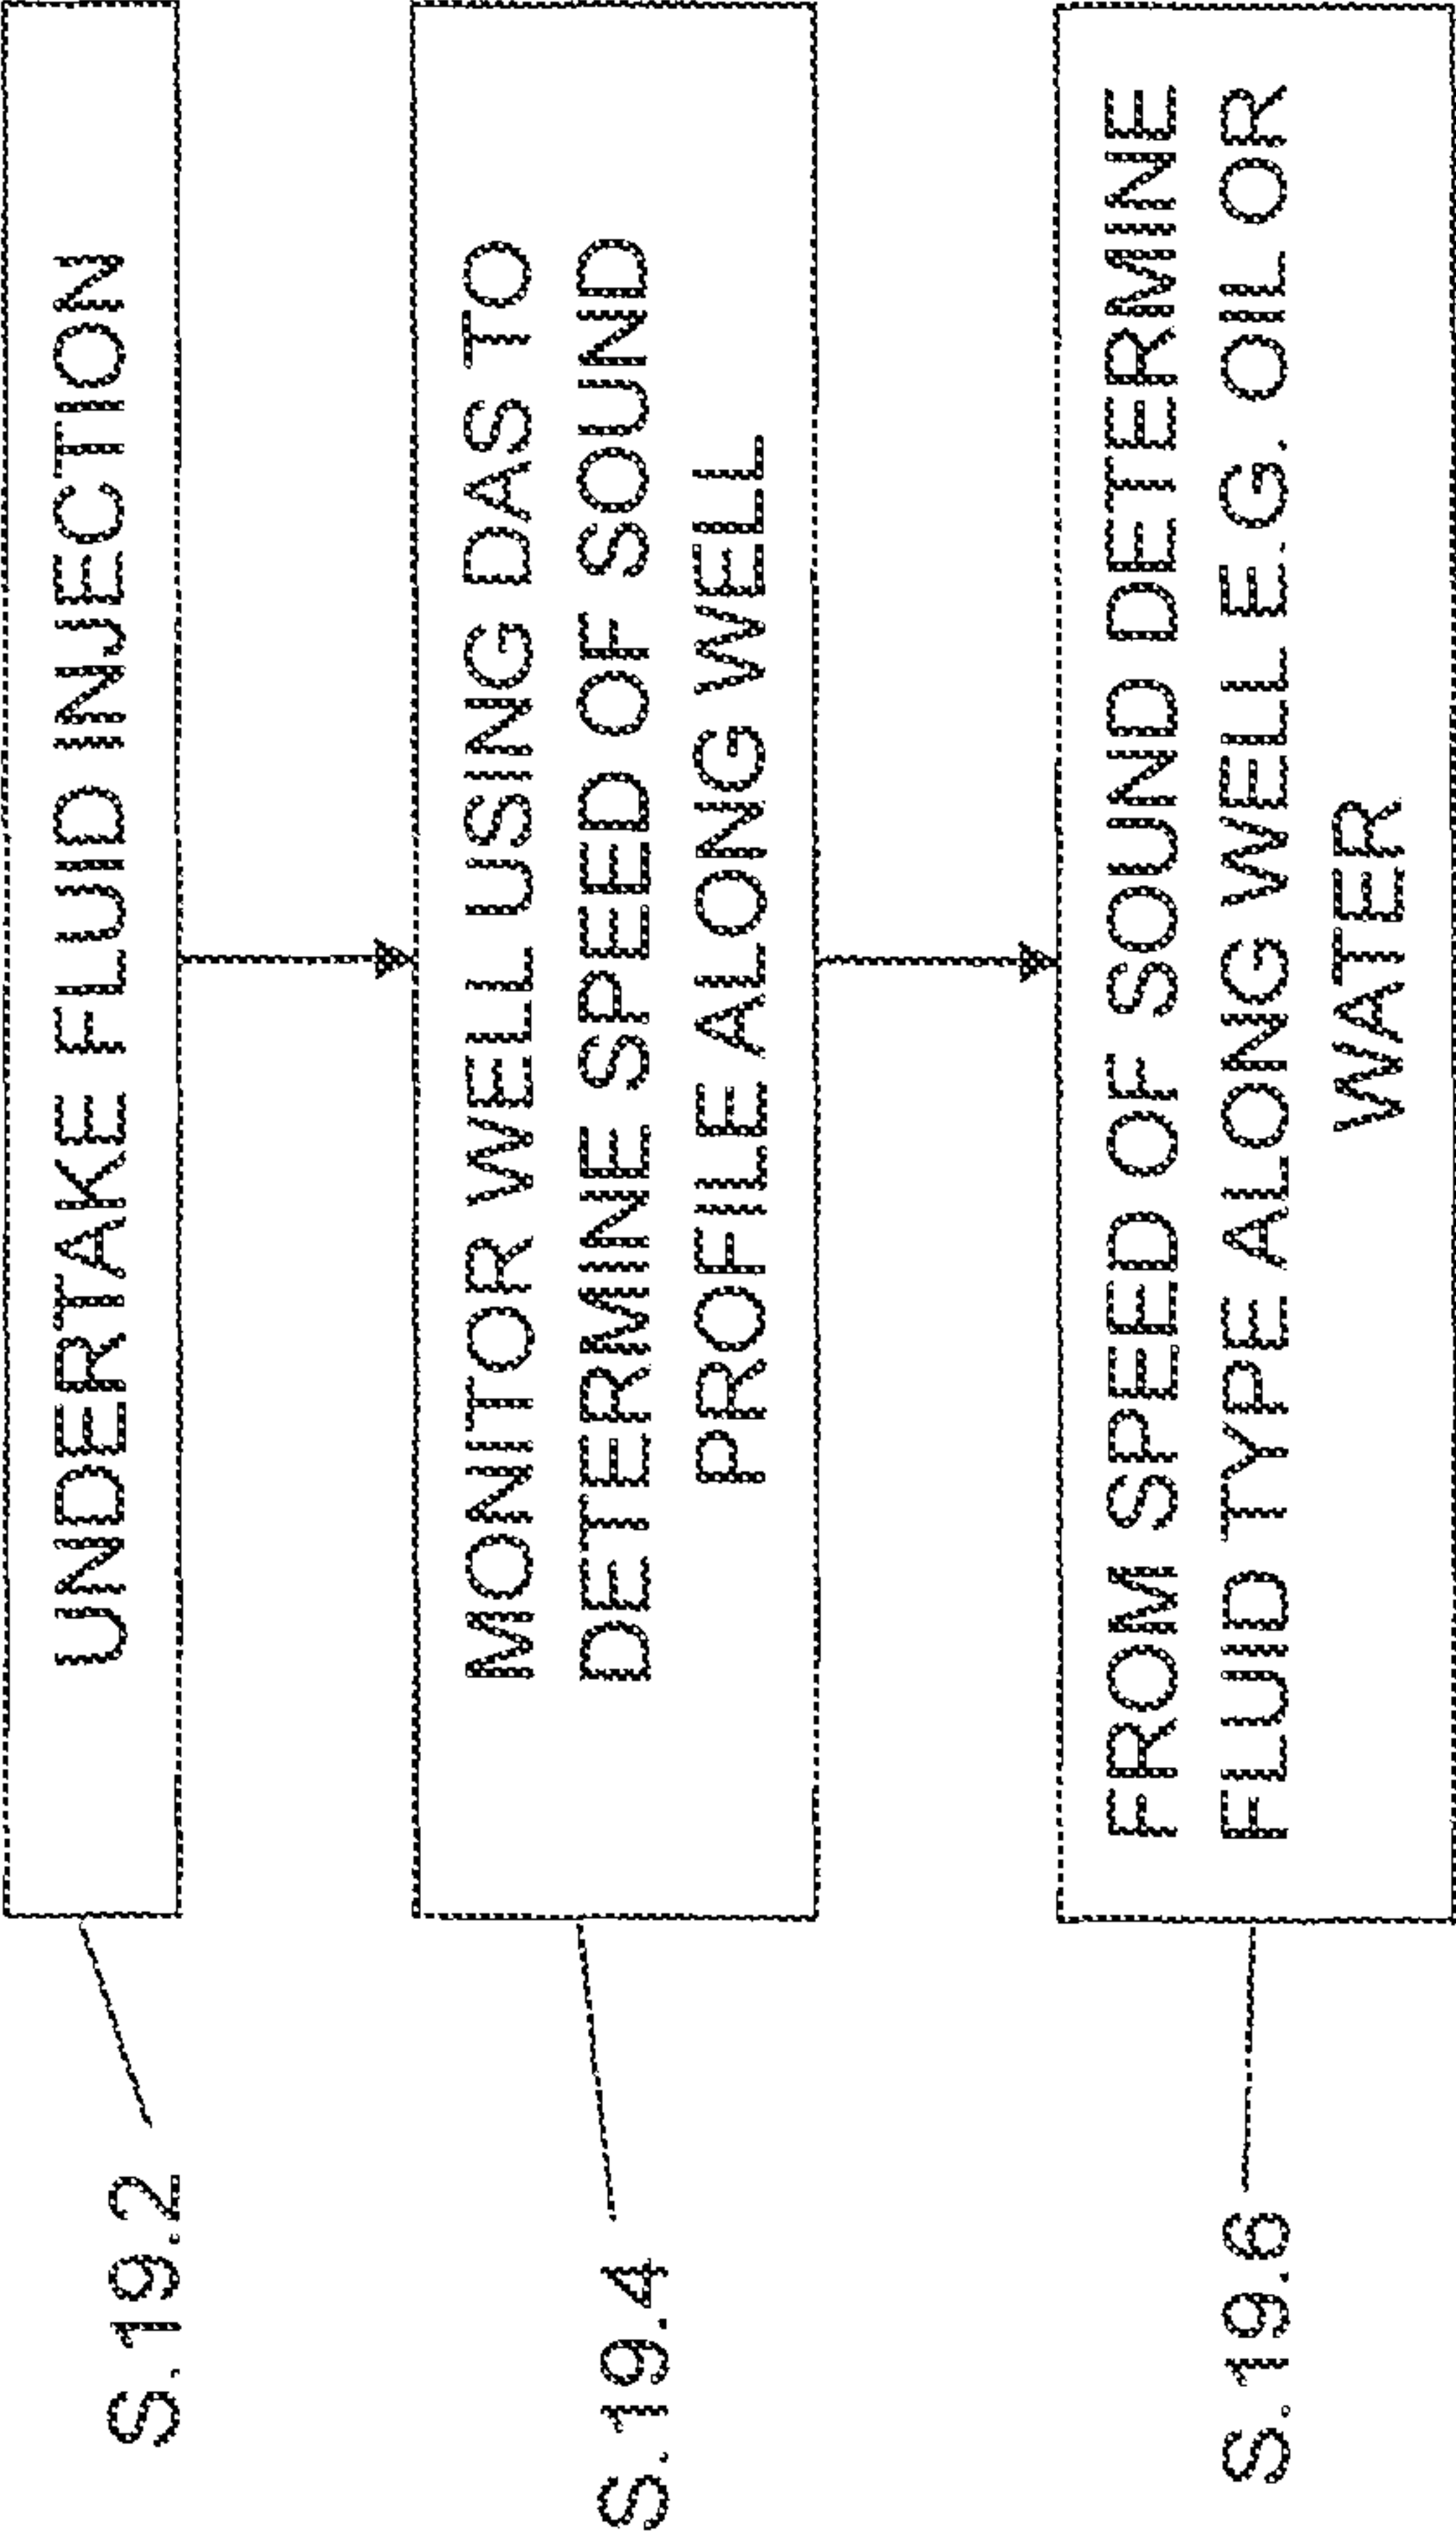 S.19.2
UNDERTAKE FLUID INJECTION
S.19.4
MONITOR WELL USING DAS TO
DETERMINE SPEED OF SOUND
PROFILE ALONG WELL
S.19.6
FROM SPEED OF SOUND DETERMINE
FLUID TYPE ALONG WELL E.G. OIL OR
WATER